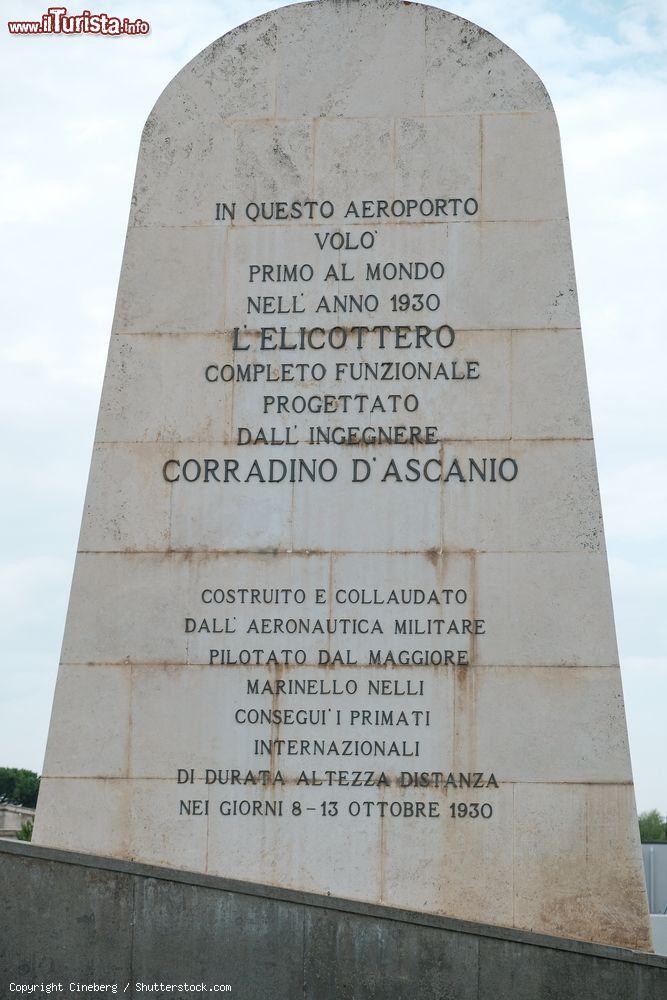 www.iTurista.info
IN QUESTO AEROPORTO
VOLO'
PRIMO AL MONDO
NELL' ANNO 1930
L'ELICOTTERO
COMPLETO FUNZIONALE
PROGETTATO
DALL' INGEGNERE
CORRADINO D'ASCANIO
COSTRUITO E COLLAUDATO
DALL' AERONAUTICA MILITARE
PILOTATO DAL MAGGIORE
MARINELLO NELLI
CONSEGUI' I PRIMATI
INTERNAZIONALI
DI DURATA ALTEZZA DISTANZA
NEI GIORNI 8-13 OTTOBRE 1930
Copyright Cineberg / Shutterstock.com